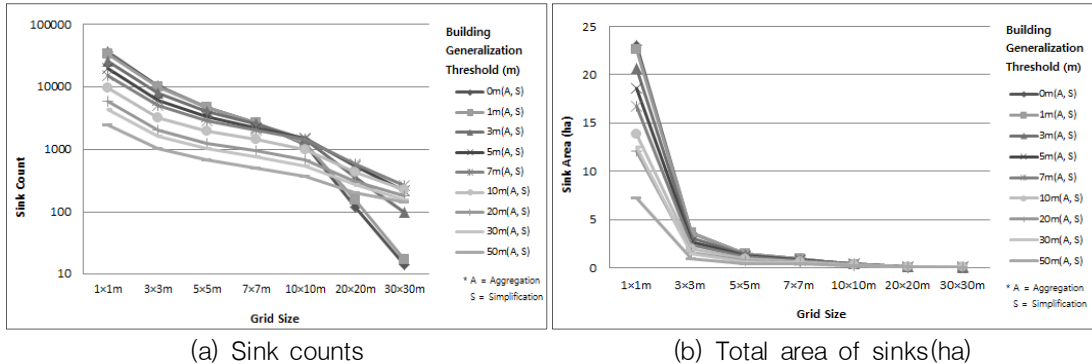 100000
10000
1000
100
10
Sink Count
1×1m 3×3m 5×5m 7×7m 10×10m 20×20m 30×30m
Grid Size
Building
Generalization
Threshold (m)
0m(A, S)
1m(A, S)
3m(A, S)
5m(A, S)
7m(A, S)
10m(A, S)
20m(A, S)
30m(A, S)
50m(A, S)
* A = Aggregation
S = Simplification
(a) Sink counts
25
20
15
10
5
0
Sink Area (ha)
1×1m 3×3m 5×5m 7×7m 10×10m 20×20m 30×30m
Grid Size
Building
Generalization
Threshold (m)
0m(A, S)
1m(A, S)
3m(A, S)
5m(A, S)
7m(A, S)
10m(A, S)
20m(A, S)
30m(A, S)
50m(A, S)
* A = Aggregation
S = Simplification
(b) Total area of sinks(ha)